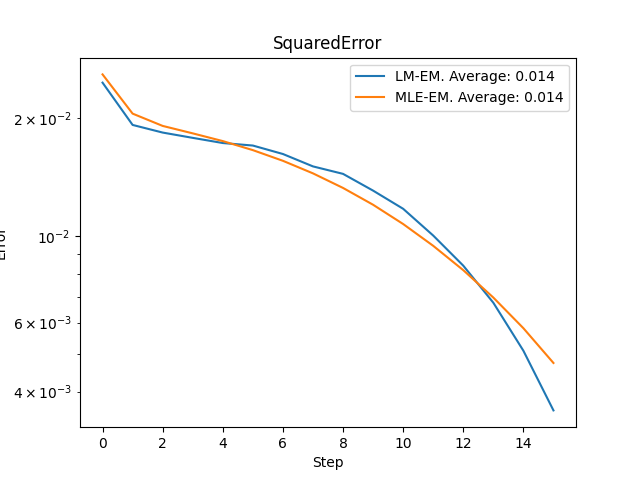 SquaredError
LM-EM. Average: 0.014
MLE-EM. Average: 0.014
2 × 10⁻²
10⁻²
6 × 10⁻³
4 × 10⁻³
Error
0 2 4 6 8 10 12 14
Step